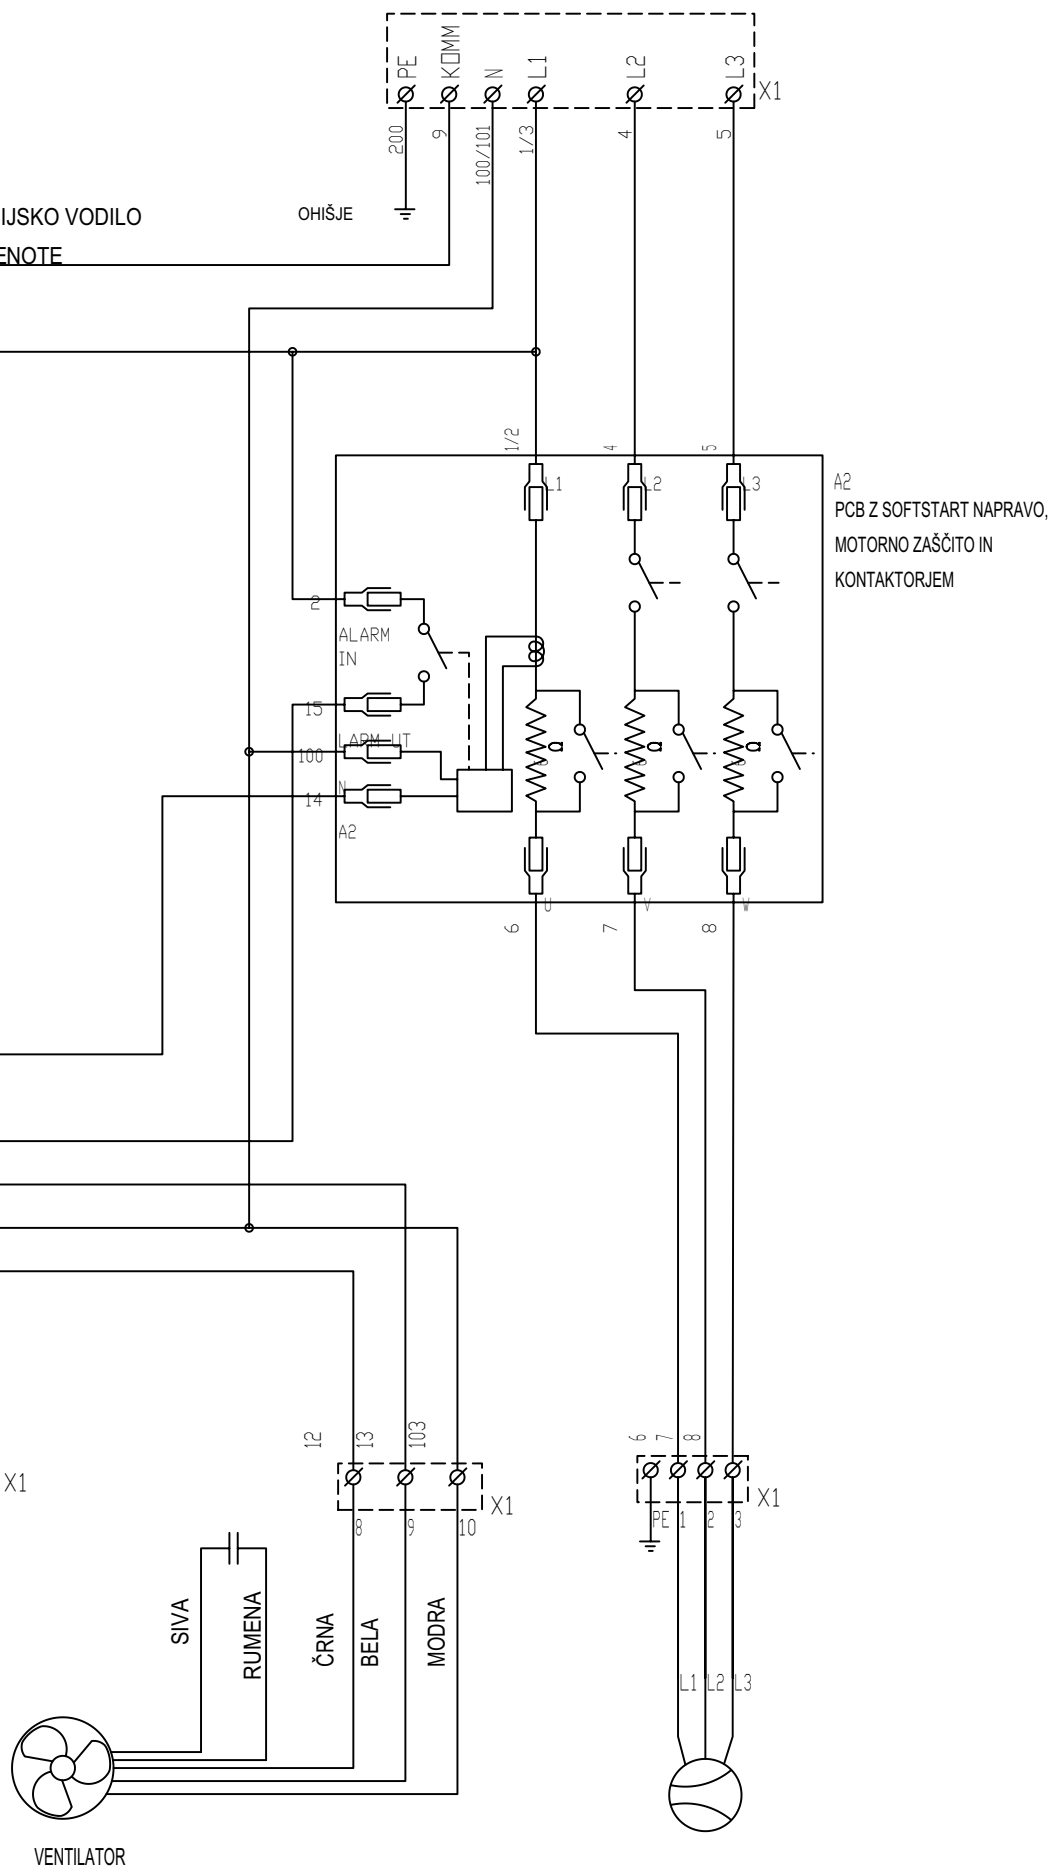 PE
KOMM
N
L1
L2
L3
X1
200
9
100/101
1/3
4
5
IJSKO VODILO
OHIŠJE
ENOTE
1/2
4
5
L1
L2
L3
A2
PCB Z SOFTSTART NAPRAVO,
MOTORNO ZAŠČITO IN
KONTAKTORJEM
2
ALARM
IN
15
LARM UT
100
N
14
A2
Ω
Ω
Ω
U
V
W
6
7
8
12
13
103
6
7
8
X1
X1
X1
8
9
10
PE
1
2
3
SIVA
RUMENA
ČRNA
BELA
MODRA
L1
L2
L3
VENTILATOR